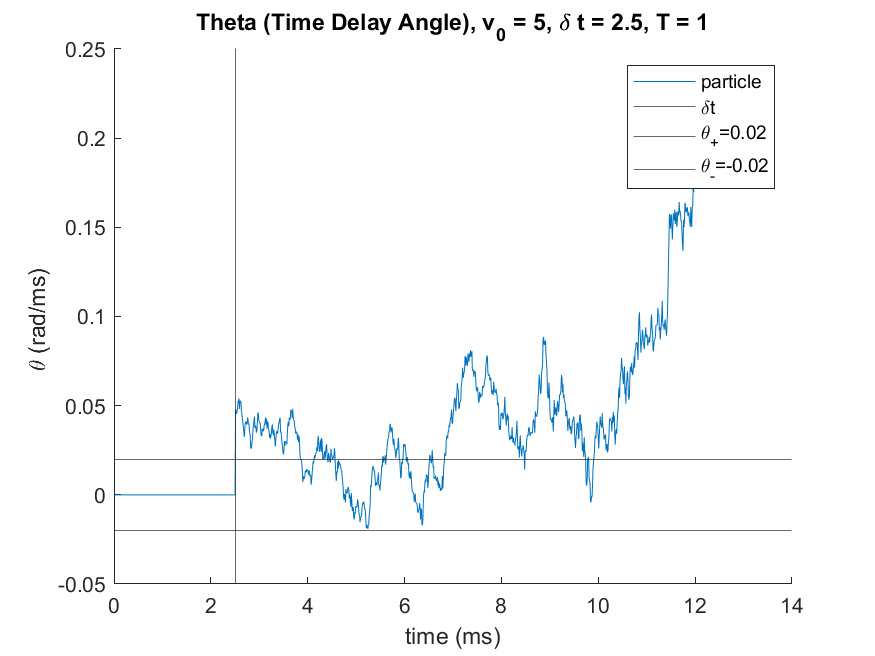 Theta (Time Delay Angle), v₀ = 5, δ t = 2.5, T = 1
0.25
0.2
0.15
0.1
0.05
0
-0.05
θ (rad/ms)
particle
δt
θ₊=0.02
θ₋=-0.02
0 2 4 6 8 10 12 14
time (ms)